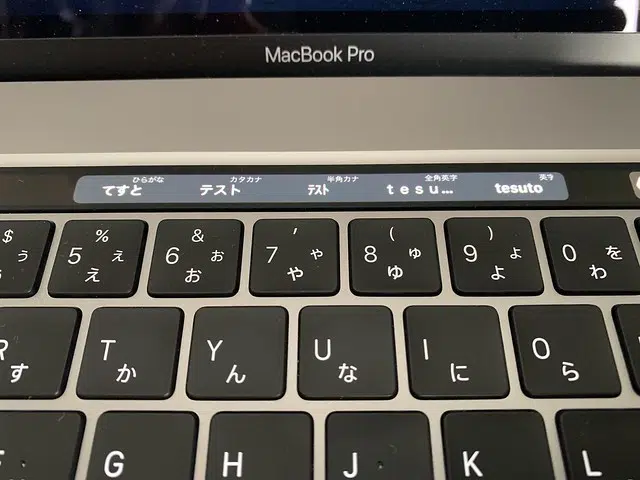 MacBook Pro
ひらがな カタカナ 半角カナ 全角英字 英字
てすと テスト ﾃｽﾄ ｔｅｓｕ... tesuto
$ % & ' ( )
ぅ 5 ぇ 6 ぉ 7 ゃ 8 ゅ 9 ょ 0 を
う え お や ゆ よ わ
R T Y U I O
す か ん な に ら
F G H J K L